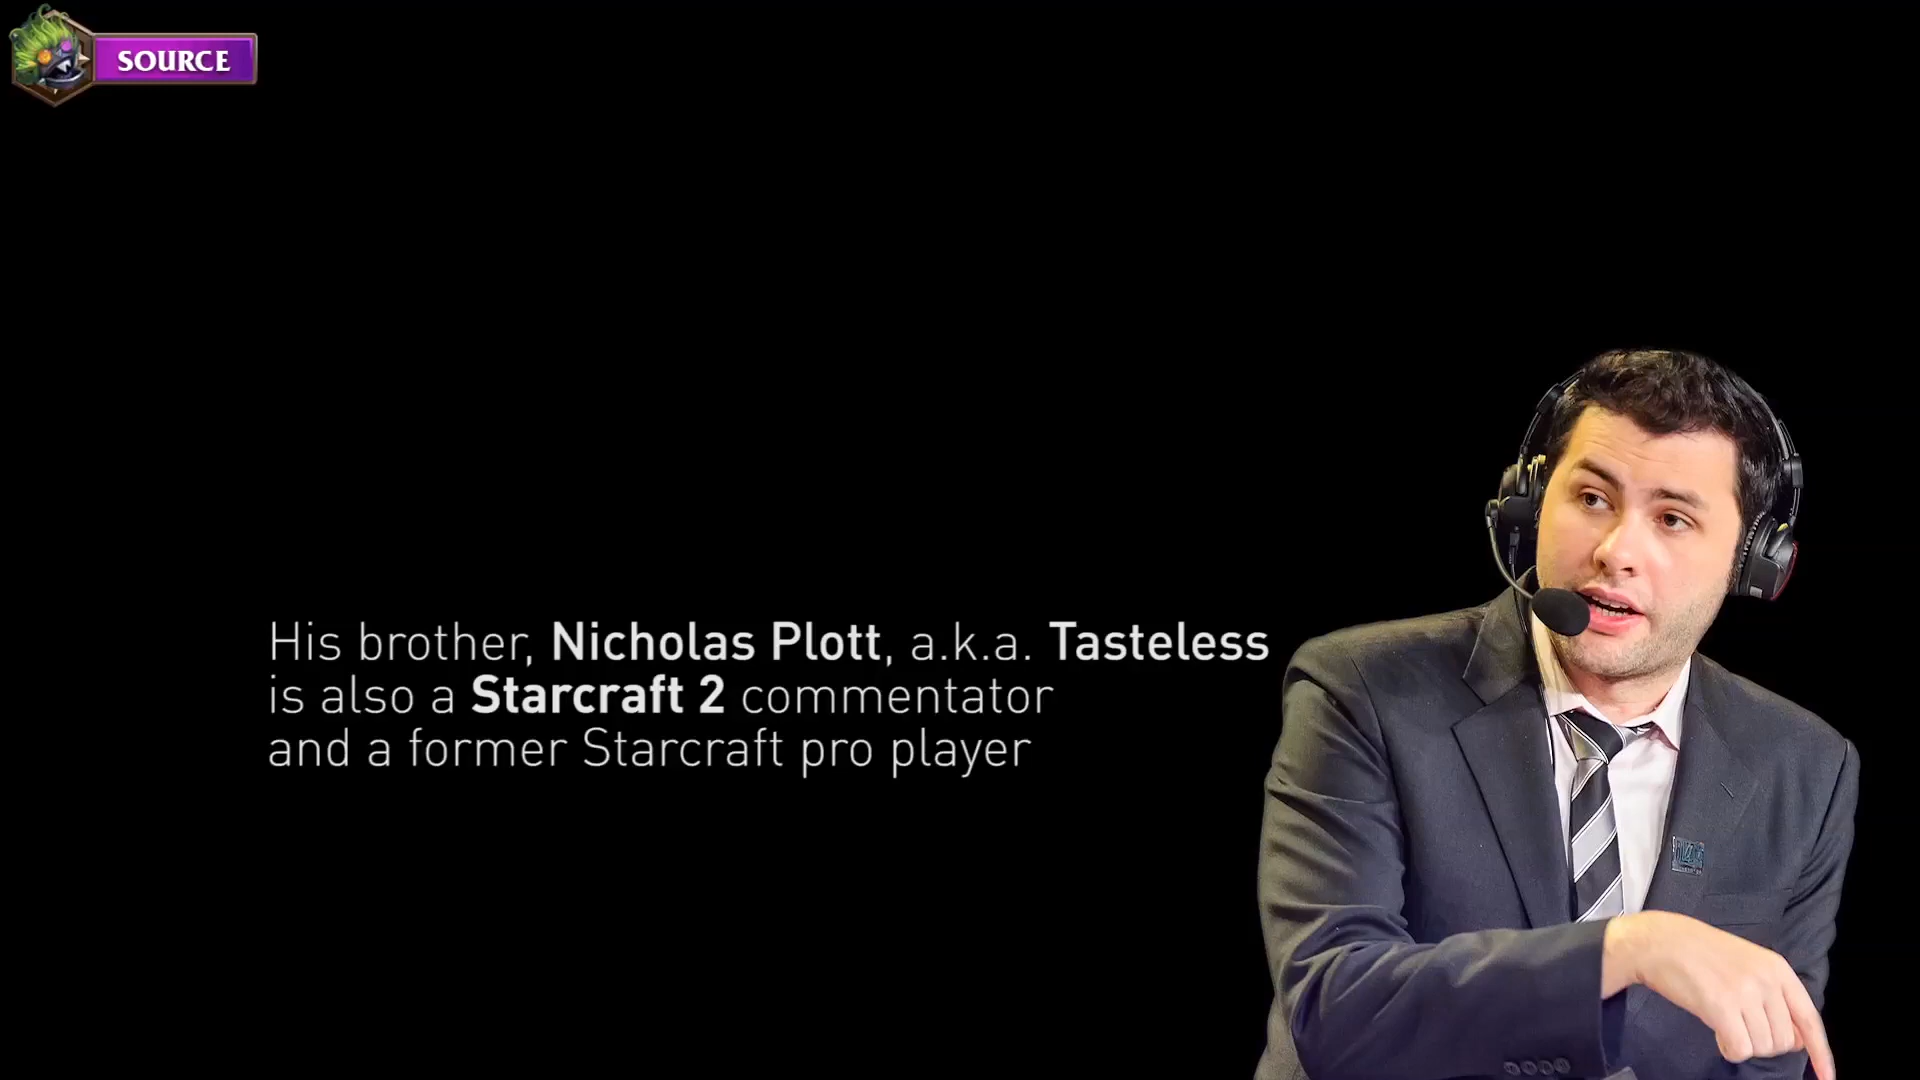 SOURCE
His brother, Nicholas Plott, a.k.a. Tasteless
is also a Starcraft 2 commentator
and a former Starcraft pro player